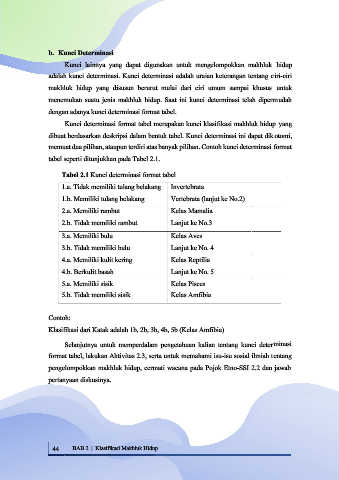 b. Kunci Determinasi
Kunci lainnya yang dapat digunakan untuk mengelompokkan makhluk hidup
adalah kunci determinasi. Kunci determinasi adalah uraian keterangan tentang ciri-ciri
makhluk hidup yang disusun berurut mulai dari ciri umum sampai khusus untuk
menemukan suatu jenis makhluk hidup. Saat ini kunci determinasi telah dipermudah
dengan adanya kunci determinasi format tabel.
Kunci determinasi format tabel merupakan kunci klasifikasi makhluk hidup yang
dibuat berdasarkan deskripsi dalam bentuk tabel. Kunci determinasi ini dapat dikotomi,
memuat dua pilihan, ataupun terdiri atas banyak pilihan. Contoh kunci determinasi format
tabel seperti ditunjukkan pada Tabel 2.1.
Tabel 2.1 Kunci determinasi format tabel
1.a. Tidak memiliki tulang belakang Invertebrata
1.b. Memiliki tulang belakang Vertebrata (lanjut ke No.2)
2.a. Memiliki rambut Kelas Mamalia
2.b. Tidak memiliki rambut Lanjut ke No.3
3.a. Memiliki bulu Kelas Aves
3.b. Tidak memiliki bulu Lanjut ke No. 4
4.a. Memiliki kulit kering Kelas Reptilia
4.b. Berkulit basah Lanjut ke No. 5
5.a. Memiliki sisik Kelas Pisces
5.b. Tidak memiliki sisik Kelas Amfibia
Contoh:
Klasifikasi dari Katak adalah 1b, 2b, 3b, 4b, 5b (Kelas Amfibia)
Selanjutnya untuk memperdalam pengetahuan kalian tentang kunci determinasi
format tabel, lakukan Aktivitas 2.3, serta untuk memahami isu-isu sosial ilmiah tentang
pengelompokkan makhluk hidup, cermati wacana pada Pojok Etno-SSI 2.2 dan jawab
pertanyaan diskusinya.
44 BAB 2 | Klasifikasi Makhluk Hidup